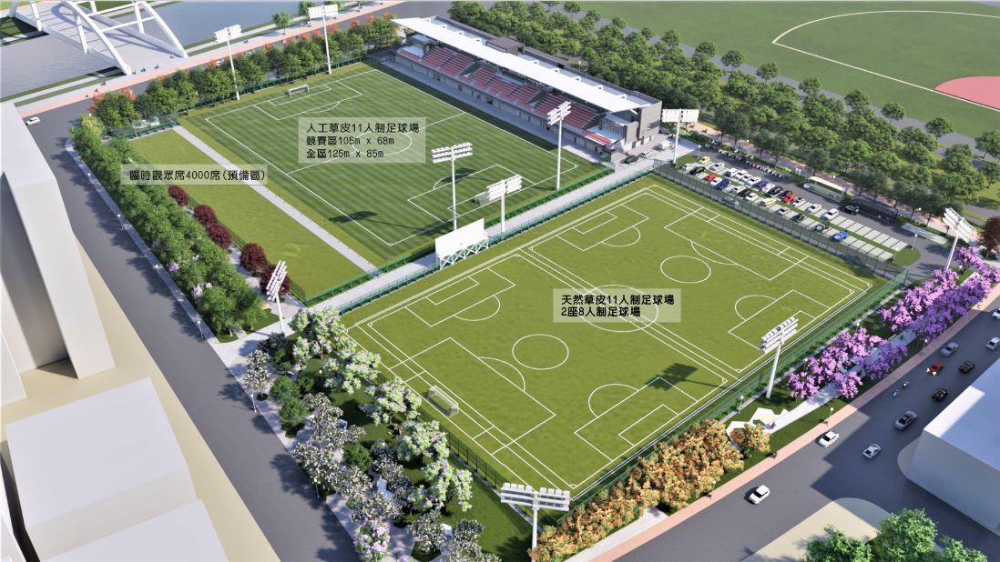 人工草皮11人制足球場
競賽區105m x 68m
全區125m x 85m
臨時觀眾席4000席(預備區)
天然草皮11人制足球場
2座8人制足球場